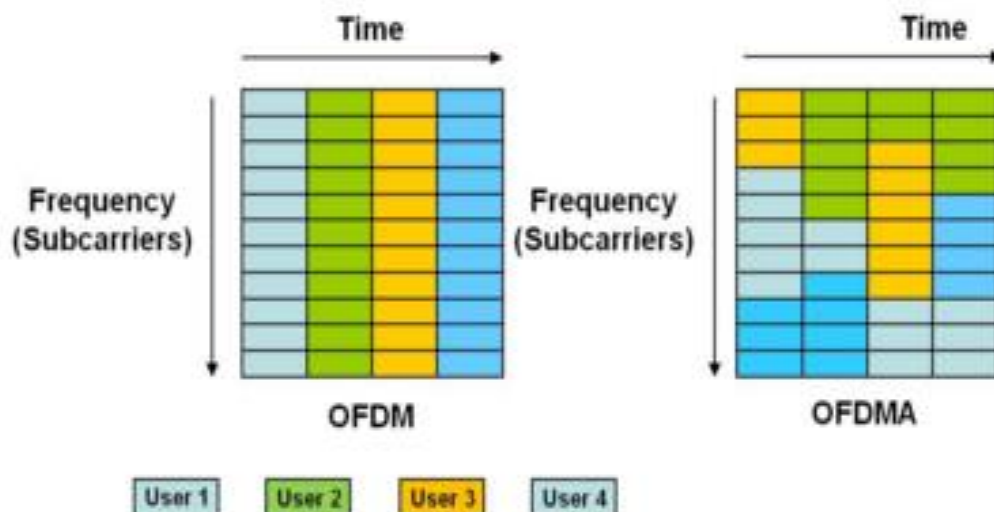 Time
Time
Frequency
(Subcarriers)
Frequency
(Subcarriers)
OFDM
OFDMA
User 1
User 2
User 3
User 4